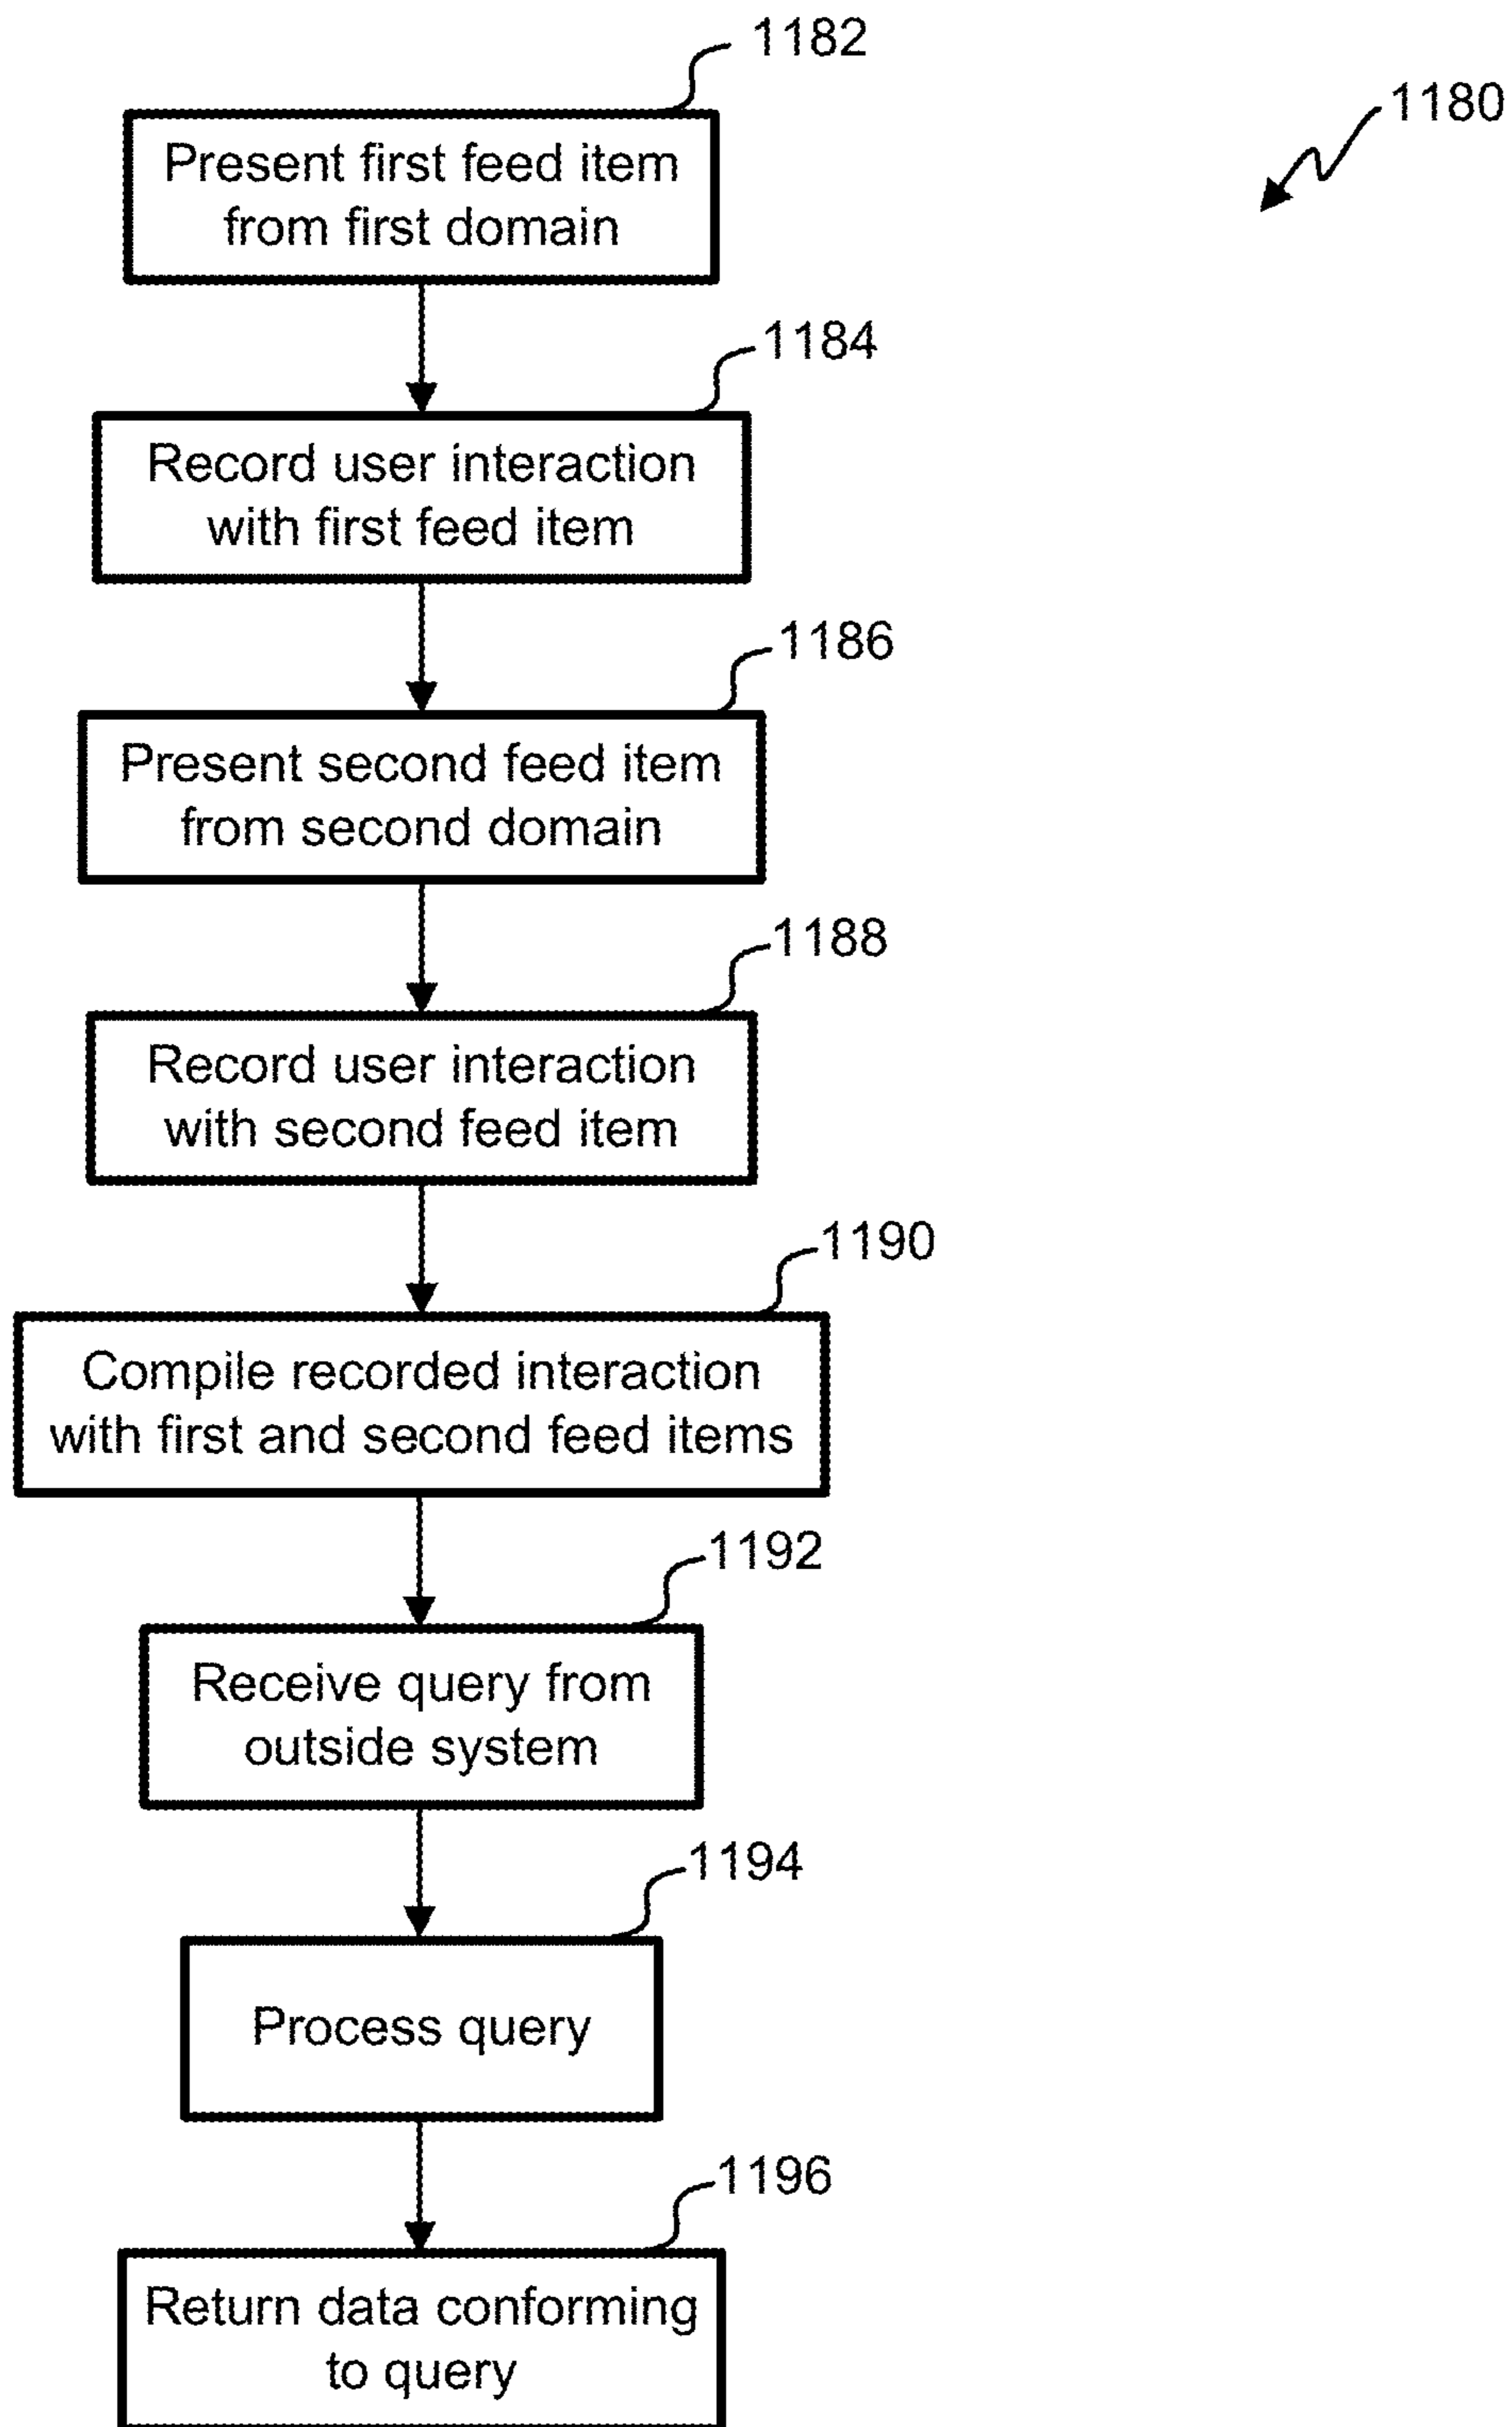 1182
1180
Present first feed item
from first domain
1184
Record user interaction
with first feed item
1186
Present second feed item
from second domain
1188
Record user interaction
with second feed item
1190
Compile recorded interaction
with first and second feed items
1192
Receive query from
outside system
1194
Process query
1196
Return data conforming
to query